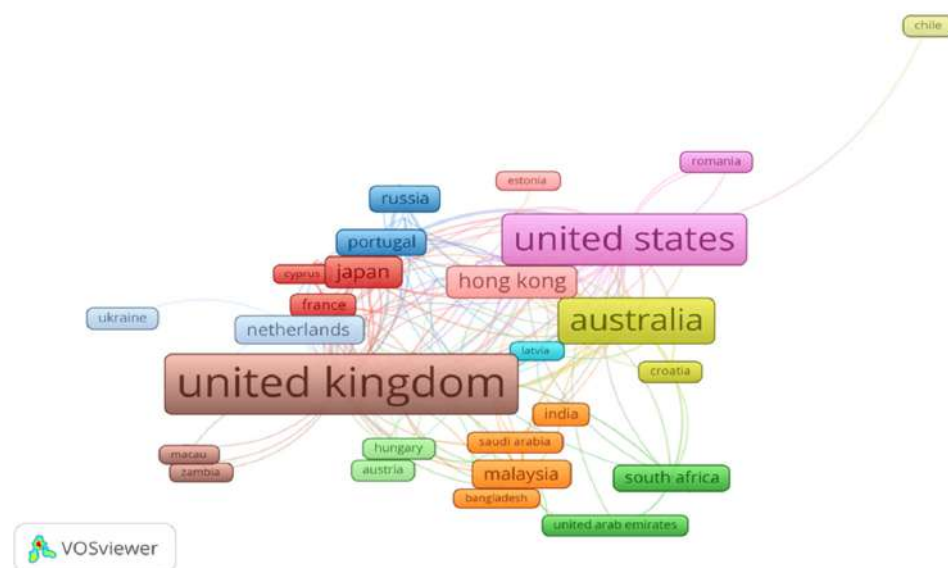 chile
romania
estonia
russia
united states
portugal
cyprus
japan
hong kong
france
ukraine
netherlands
australia
latvia
croatia
united kingdom
india
saudi arabia
hungary
macau
zambia
austria
malaysia
south africa
bangladesh
united arab emirates
VOSviewer